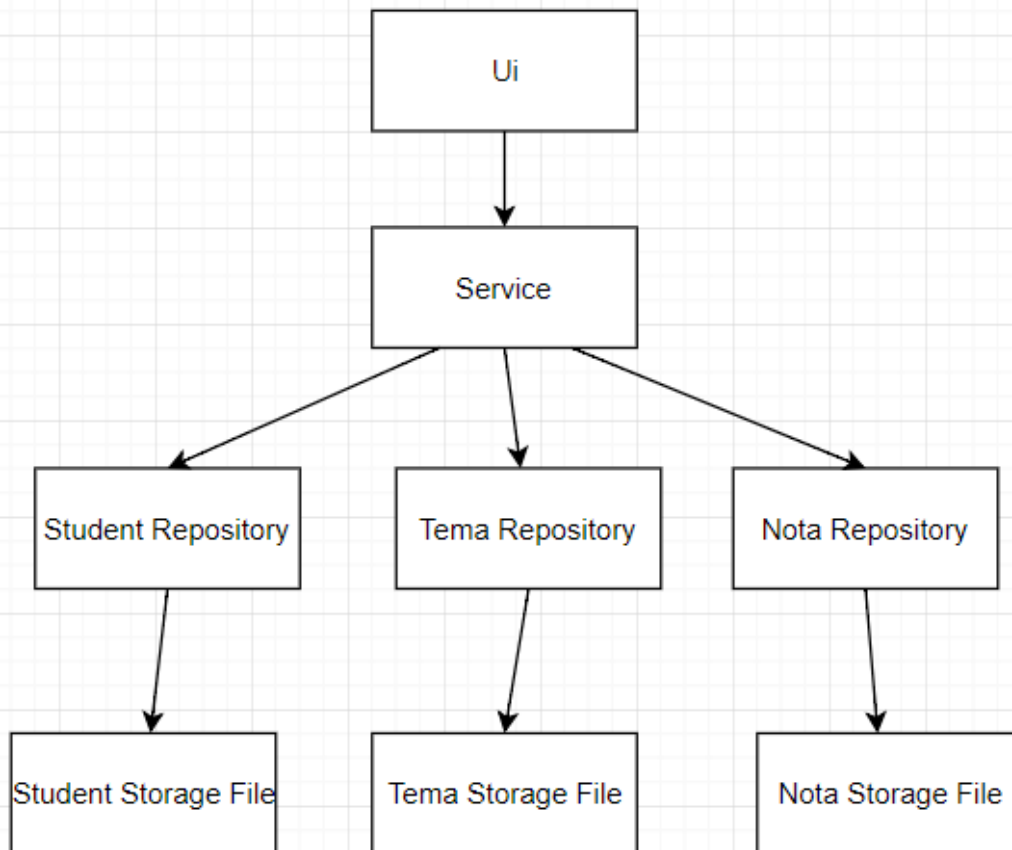 Ui
Service
Student Repository
Tema Repository
Nota Repository
Student Storage File
Tema Storage File
Nota Storage File